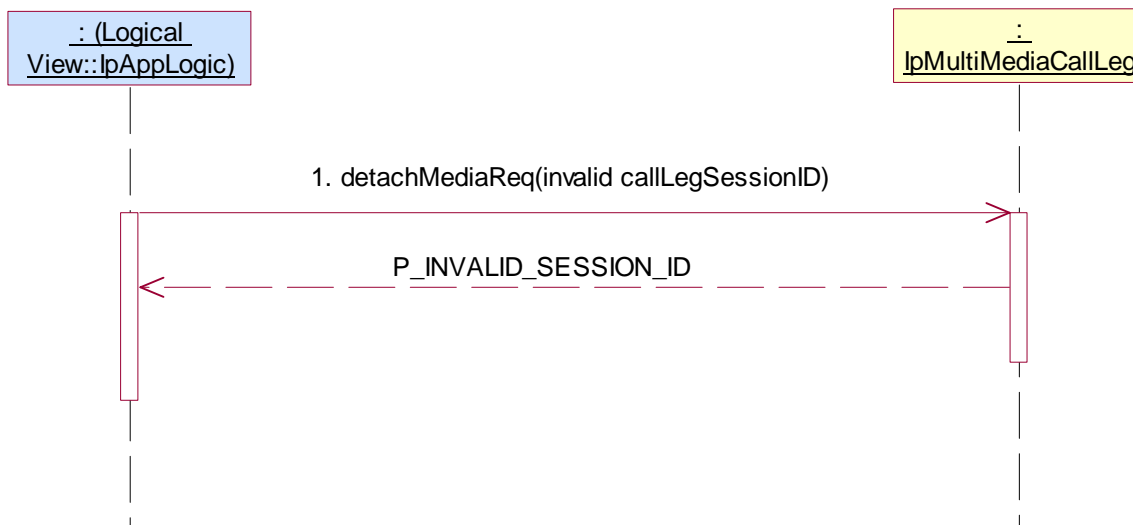 : (Logical
View::IpAppLogic)
:
IpMultiMediaCallLeg
1. detachMediaReq(invalid callLegSessionID)
P_INVALID_SESSION_ID